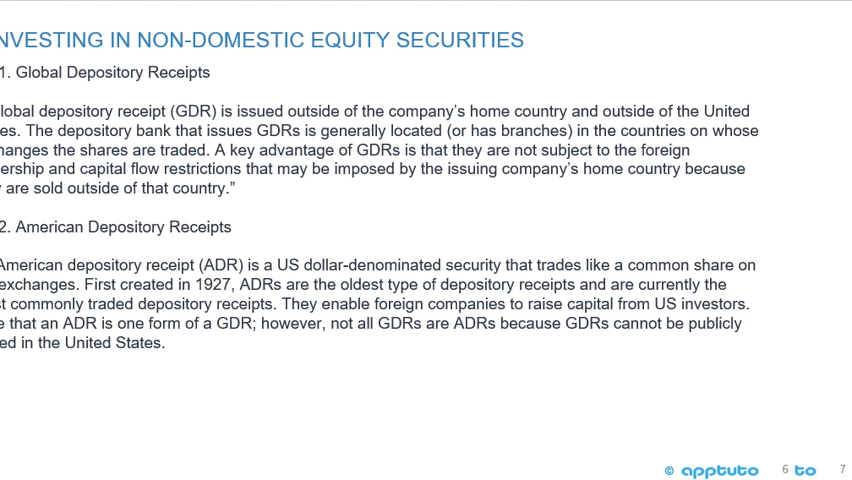 NVESTING IN NON-DOMESTIC EQUITY SECURITIES
1. Global Depository Receipts
lobal depository receipt (GDR) is issued outside of the company's home country and outside of the United
es. The depository bank that issues GDRs is generally located (or has branches) in the countries on whose
hanges the shares are traded. A key advantage of GDRs is that they are not subject to the foreign
ership and capital flow restrictions that may be imposed by the issuing company's home country because
are sold outside of that country."
2. American Depository Receipts
American depository receipt (ADR) is a US dollar-denominated security that trades like a common share on
exchanges. First created in 1927, ADRs are the oldest type of depository receipts and are currently the
t commonly traded depository receipts. They enable foreign companies to raise capital from US investors.
e that an ADR is one form of a GDR; however, not all GDRs are ADRs because GDRs cannot be publicly
ed in the United States.
© apptuto 6 to 7